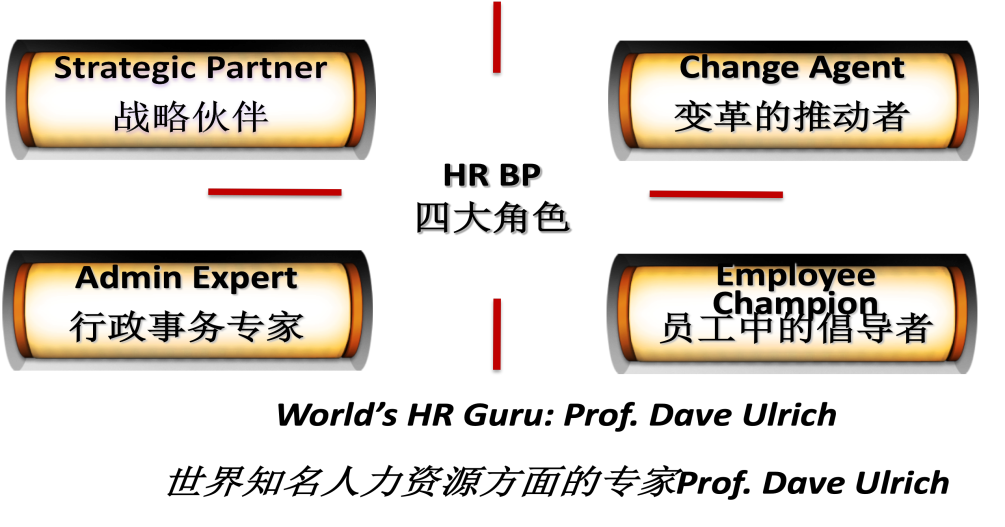 Strategic Partner
战略伙伴
Change Agent
变革的推动者
HR BP
四大角色
Admin Expert
行政事务专家
Employee
Champion
员工中的倡导者
World’s HR Guru: Prof. Dave Ulrich
世界知名人力资源方面的专家Prof. Dave Ulrich